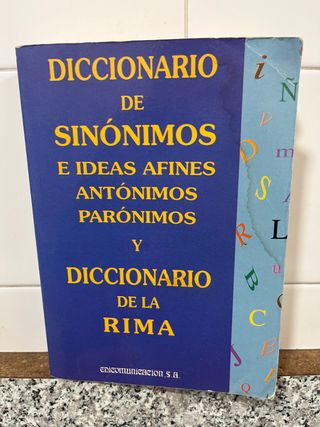 DICCIONARIO
DE
SINÓNIMOS
E IDEAS AFINES
ANTÓNIMOS
PARÓNIMOS
Y
DICCIONARIO
DE LA
RIMA
EDICOMUNICACION, S.A.
i
Ñ
v
m
D
S
A
R
L
u
B
C
E
J